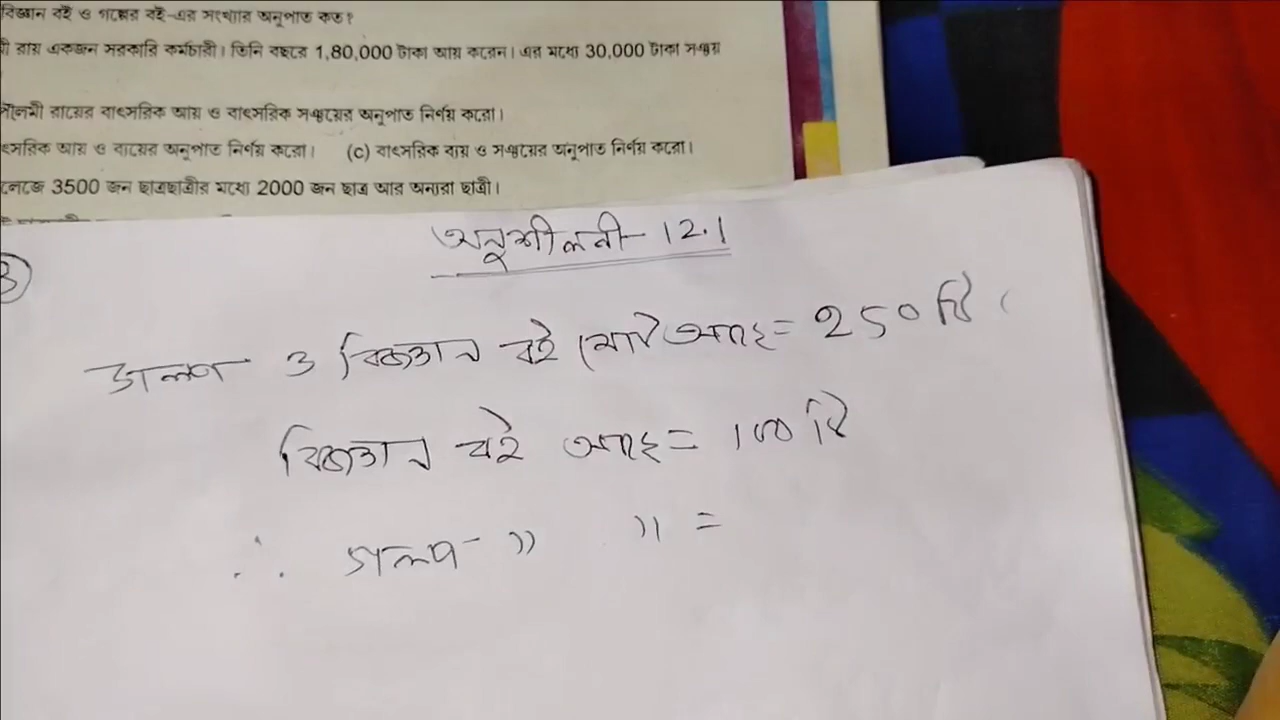 বিজ্ঞান বই ও গল্পের বই-এর সংখ্যার অনুপাত কত?
রায় একজন সরকারি কর্মচারী। তিনি বছরে 1,80,000 টাকা আয় করেন। এর মধ্যে 30,000 টাকা সঞ্চয়
পৌলমী রায়ের বাৎসরিক আয় ও বাৎসরিক সঞ্চয়ের অনুপাত নির্ণয় করো।
ৎসরিক আয় ও ব্যয়ের অনুপাত নির্ণয় করো। (c) বাৎসরিক ব্যয় ও সঞ্চয়ের অনুপাত নির্ণয় করো।
লেজে 3500 জন ছাত্রছাত্রীর মধ্যে 2000 জন ছাত্র আর অন্যরা ছাত্রী।
অনুশীলনী-12.1
গল্প ও বিজ্ঞান বই মোট আছে = 250 টি
বিজ্ঞান বই আছে = 100 টি
∴ গল্প " " =